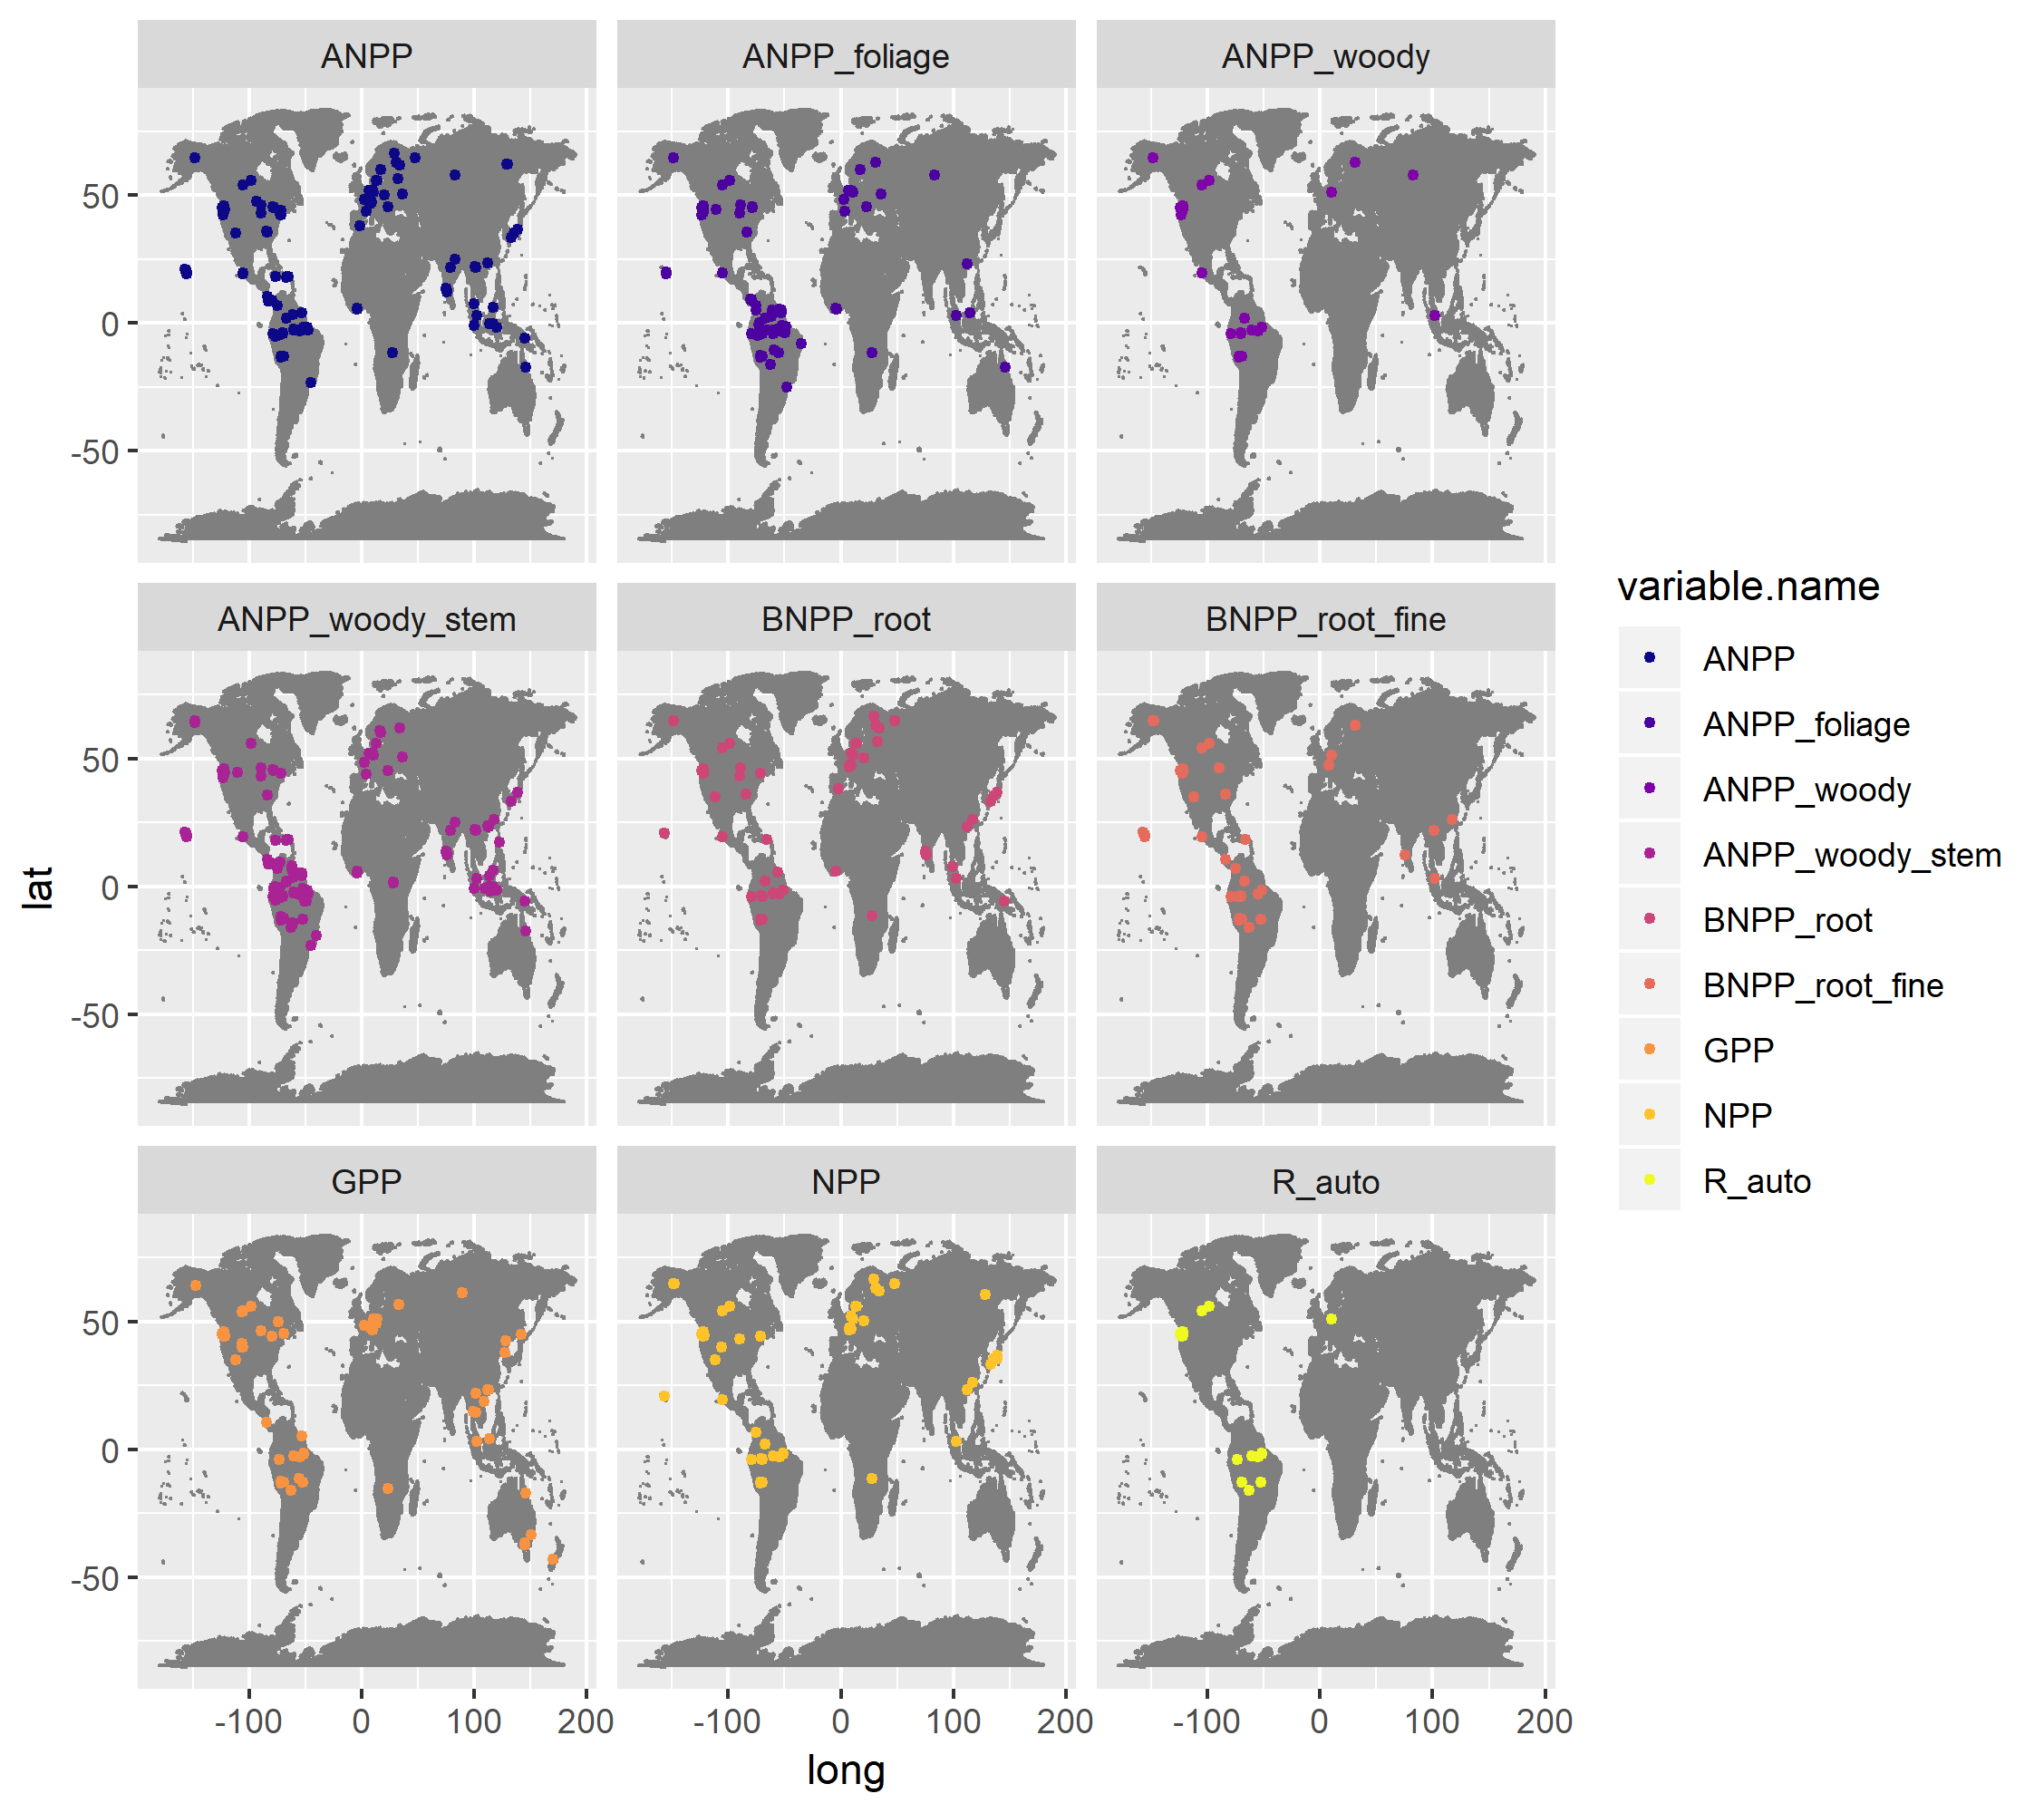 ANPP
ANPP_foliage
ANPP_woody
50
0
-50
ANPP_woody_stem
BNPP_root
BNPP_root_fine
50
0
-50
GPP
NPP
R_auto
50
0
-50
-100 0 100 200
-100 0 100 200
-100 0 100 200
long
lat
variable.name
ANPP
ANPP_foliage
ANPP_woody
ANPP_woody_stem
BNPP_root
BNPP_root_fine
GPP
NPP
R_auto